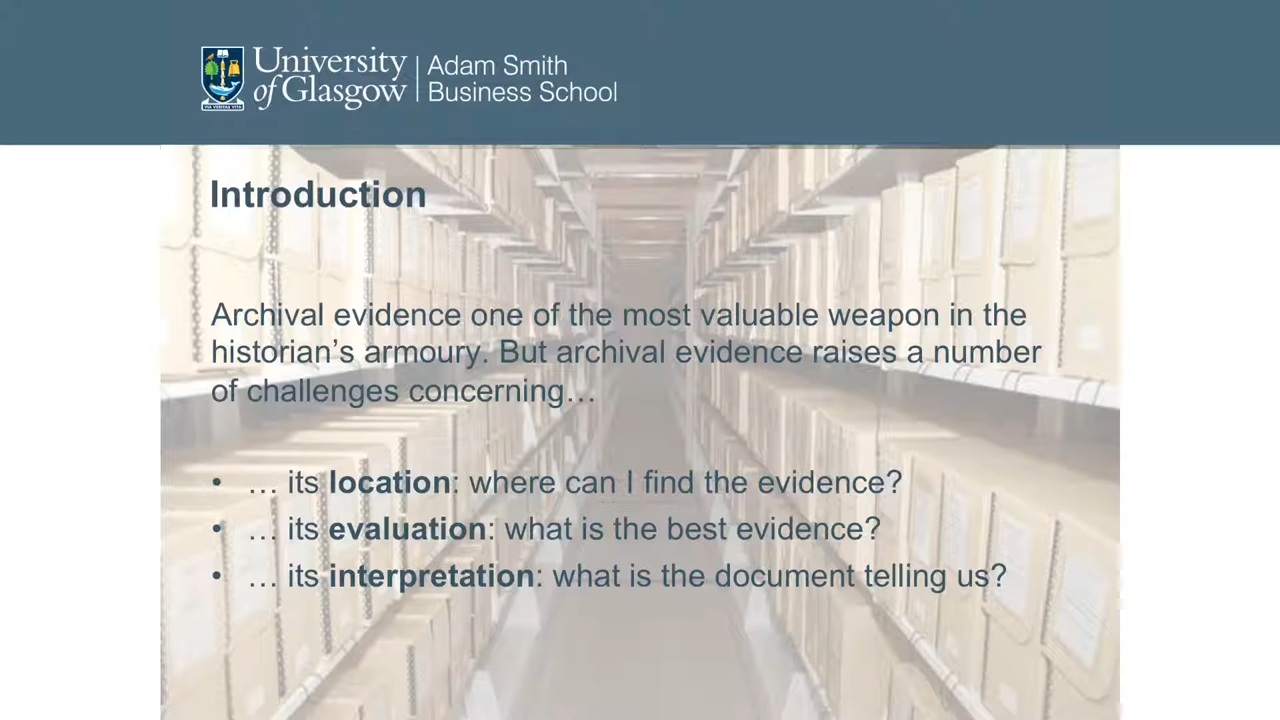 University
of Glasgow
Adam Smith
Business School
Introduction
Archival evidence one of the most valuable weapon in the
historian’s armoury. But archival evidence raises a number
of challenges concerning…
• … its location: where can I find the evidence?
• … its evaluation: what is the best evidence?
• … its interpretation: what is the document telling us?